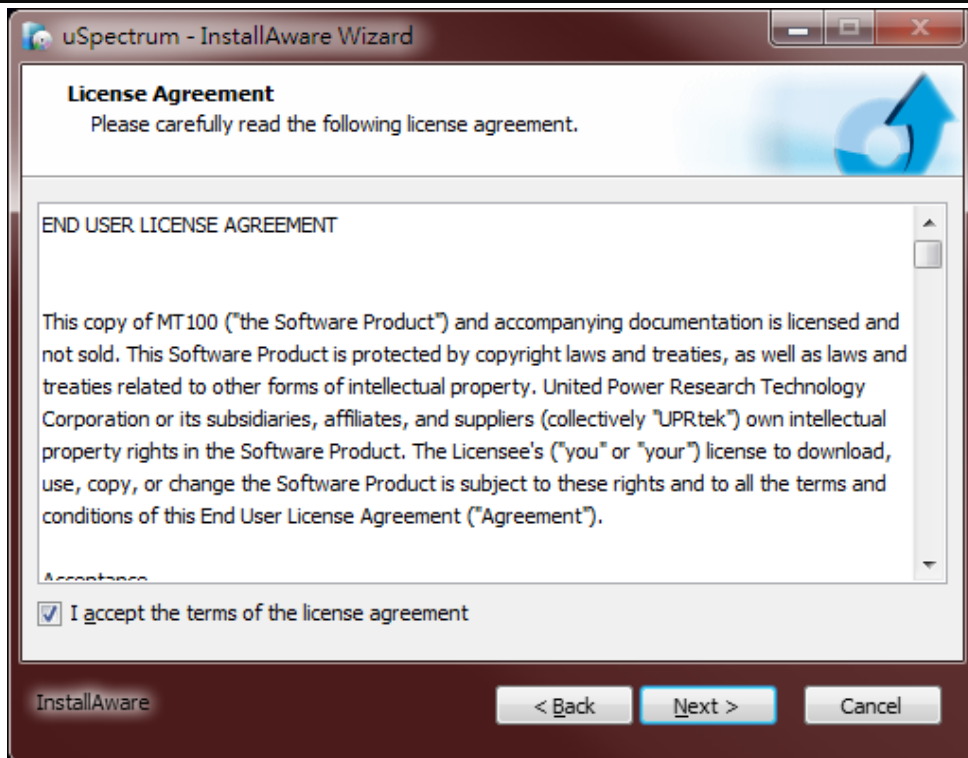 uSpectrum - InstallAware Wizard
License Agreement
Please carefully read the following license agreement.
END USER LICENSE AGREEMENT
This copy of MT100 ("the Software Product") and accompanying documentation is licensed and
not sold. This Software Product is protected by copyright laws and treaties, as well as laws and
treaties related to other forms of intellectual property. United Power Research Technology
Corporation or its subsidiaries, affiliates, and suppliers (collectively "UPRtek") own intellectual
property rights in the Software Product. The Licensee's ("you" or "your") license to download,
use, copy, or change the Software Product is subject to these rights and to all the terms and
conditions of this End User License Agreement ("Agreement").
Acceptance
I accept the terms of the license agreement
InstallAware
< Back
Next >
Cancel